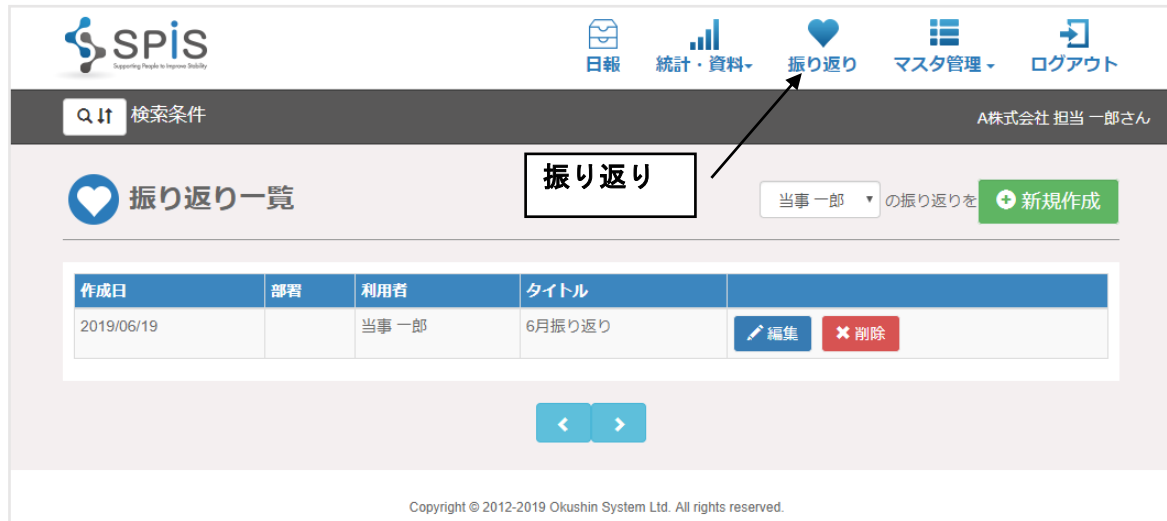 SPiS
Supporting People to Improve Stability
日報 統計・資料 振り返り マスタ管理 ログアウト
検索条件 A株式会社 担当 一郎さん
振り返り
振り返り一覧 当事 一郎 の振り返りを 新規作成
作成日 部署 利用者 タイトル
2019/06/19 当事 一郎 6月振り返り 編集 削除
Copyright © 2012-2019 Okushin System Ltd. All rights reserved.